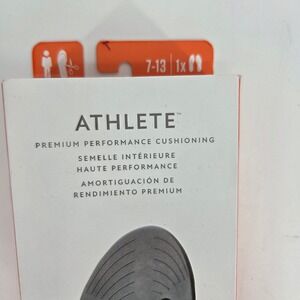 7-13 | 1x
ATHLETE™
PREMIUM PERFORMANCE CUSHIONING
SEMELLE INTÉRIEURE
HAUTE PERFORMANCE
AMORTIGUACIÓN DE
RENDIMIENTO PREMIUM